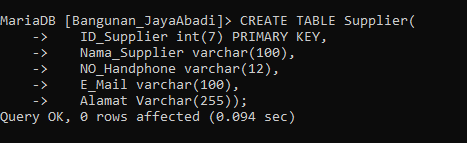 MariaDB [Bangunan_JayaAbadi]> CREATE TABLE Supplier(
    ->     ID_Supplier int(7) PRIMARY KEY,
    ->     Nama_Supplier varchar(100),
    ->     NO_Handphone varchar(12),
    ->     E_Mail varchar(100),
    ->     Alamat Varchar(255));
Query OK, 0 rows affected (0.094 sec)